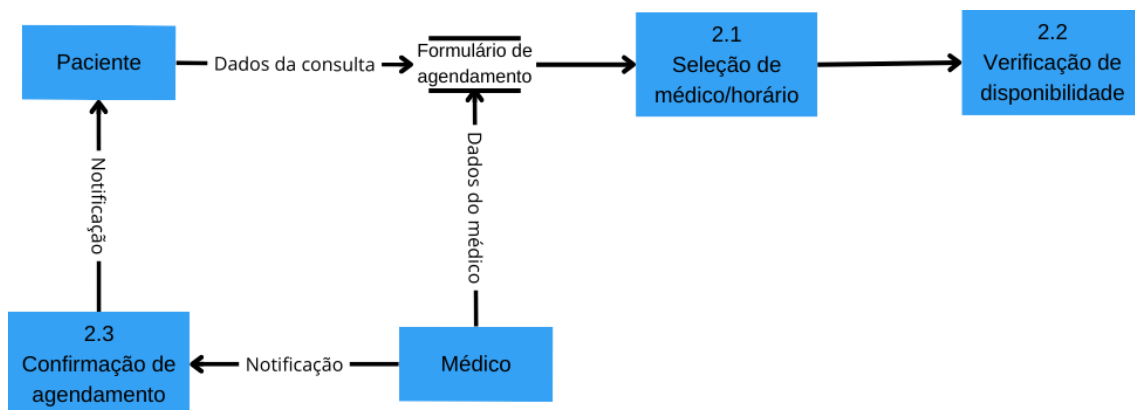 Paciente
Dados da consulta
Formulário de
agendamento
2.1
Seleção de
médico/horário
2.2
Verificação de
disponibilidade
Notificação
Dados do médico
2.3
Confirmação de
agendamento
Notificação
Médico